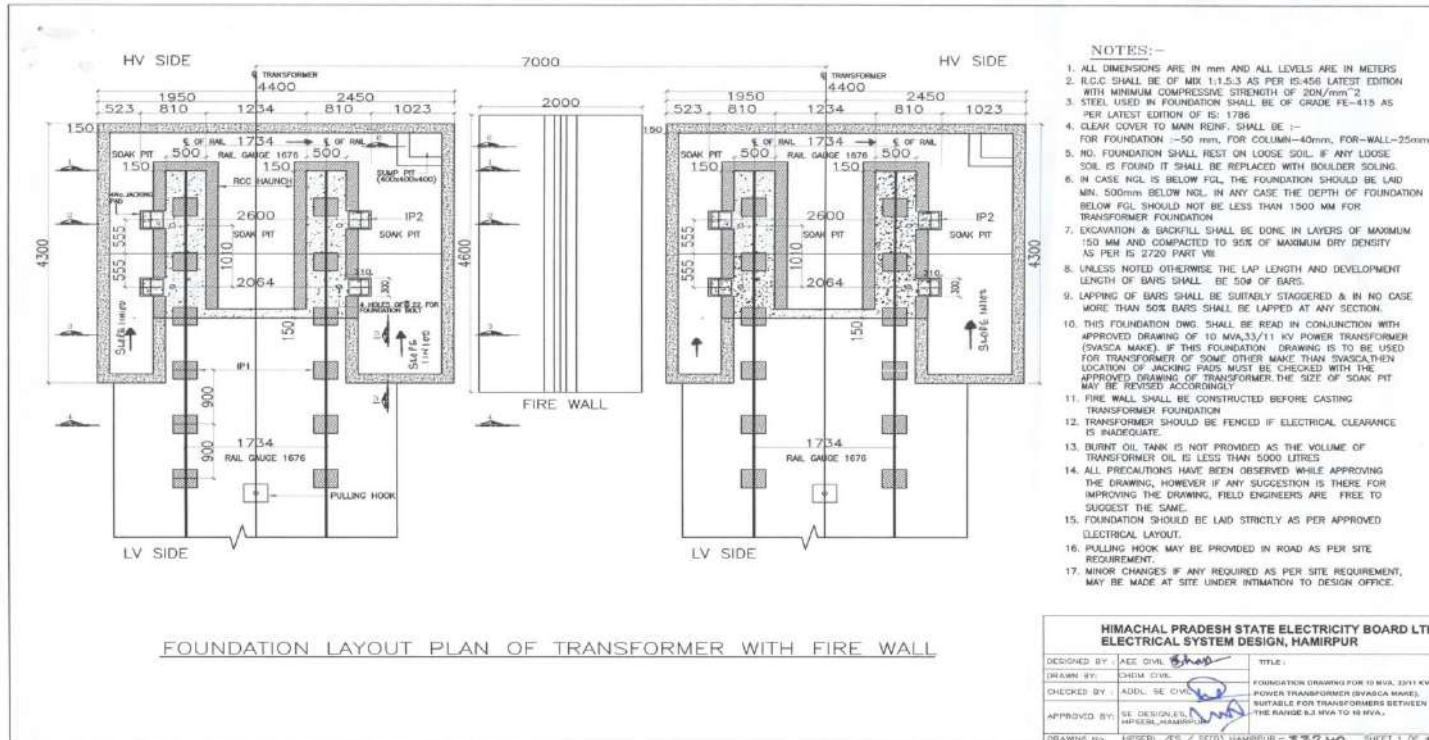 HV SIDE
7000
HV SIDE
TRANSFORMER
TRANSFORMER
4400
4400
1950
2450
2000
1950
2450
523
810
1234
810
1023
523
810
1234
810
1023
150
1734
150
1734
℄ OF RAIL
℄ OF RAIL
℄ OF RAIL
℄ OF RAIL
SOAK PIT
500
RAIL GAUGE 1676
500
SOAK PIT
500
RAIL GAUGE 1676
500
150
150
150
150
RCC HAUNCH
SUMP PIT
(400x400x400)
4No. JACKING
PAD
2600
IP2
2600
IP2
SOAK PIT
SOAK PIT
SOAK PIT
SOAK PIT
4300
555
555
1010
4600
555
555
1010
4300
2064
310
300
2064
310
300
4 HOLES OF 22 FOR
FOUNDATION BOLT
150
150
SLOPE
SLOPE
SLOPE
IP1
FIRE WALL
900
900
1734
1734
RAIL GAUGE 1676
RAIL GAUGE 1676
PULLING HOOK
LV SIDE
LV SIDE
FOUNDATION LAYOUT PLAN OF TRANSFORMER WITH FIRE WALL
NOTES:-
1. ALL DIMENSIONS ARE IN mm AND ALL LEVELS ARE IN METERS
2. R.C.C SHALL BE OF MIX 1:1.5:3 AS PER IS:456 LATEST EDITION
WITH MINIMUM COMPRESSIVE STRENGTH OF 20N/mm^2
3. STEEL USED IN FOUNDATION SHALL BE OF GRADE FE-415 AS
PER LATEST EDITION OF IS: 1786
4. CLEAR COVER TO MAIN REINF. SHALL BE :-
FOR FOUNDATION :-50 mm, FOR COLUMN-40mm, FOR-WALL-25mm
5. NO. FOUNDATION SHALL REST ON LOOSE SOIL. IF ANY LOOSE
SOIL IS FOUND IT SHALL BE REPLACED WITH BOULDER SOLING.
6. IN CASE NGL IS BELOW FGL, THE FOUNDATION SHOULD BE LAID
MIN. 500mm BELOW NGL. IN ANY CASE THE DEPTH OF FOUNDATION
BELOW FGL SHOULD NOT BE LESS THAN 1500 MM FOR
TRANSFORMER FOUNDATION
7. EXCAVATION & BACKFILL SHALL BE DONE IN LAYERS OF MAXIMUM
150 MM AND COMPACTED TO 95% OF MAXIMUM DRY DENSITY
AS PER IS 2720 PART VIII
8. UNLESS NOTED OTHERWISE THE LAP LENGTH AND DEVELOPMENT
LENGTH OF BARS SHALL BE 50ø OF BARS.
9. LAPPING OF BARS SHALL BE SUITABLY STAGGERED & IN NO CASE
MORE THAN 50% BARS SHALL BE LAPPED AT ANY SECTION.
10. THIS FOUNDATION DWG. SHALL BE READ IN CONJUNCTION WITH
APPROVED DRAWING OF 10 MVA,33/11 KV POWER TRANSFORMER
(SVASCA MAKE). IF THIS FOUNDATION DRAWING IS TO BE USED
FOR TRANSFORMER OF SOME OTHER MAKE THAN SVASCA,THEN
LOCATION OF JACKING PADS MUST BE CHECKED WITH THE
APPROVED DRAWING OF TRANSFORMER.THE SIZE OF SOAK PIT
MAY BE REVISED ACCORDINGLY
11. FIRE WALL SHALL BE CONSTRUCTED BEFORE CASTING
TRANSFORMER FOUNDATION
12. TRANSFORMER SHOULD BE FENCED IF ELECTRICAL CLEARANCE
IS INADEQUATE.
13. BURNT OIL TANK IS NOT PROVIDED AS THE VOLUME OF
TRANSFORMER OIL IS LESS THAN 5000 LITRES
14. ALL PRECAUTIONS HAVE BEEN OBSERVED WHILE APPROVING
THE DRAWING, HOWEVER IF ANY SUGGESTION IS THERE FOR
IMPROVING THE DRAWING, FIELD ENGINEERS ARE FREE TO
SUGGEST THE SAME.
15. FOUNDATION SHOULD BE LAID STRICTLY AS PER APPROVED
ELECTRICAL LAYOUT.
16. PULLING HOOK MAY BE PROVIDED IN ROAD AS PER SITE
REQUIREMENT.
17. MINOR CHANGES IF ANY REQUIRED AS PER SITE REQUIREMENT,
MAY BE MADE AT SITE UNDER INTIMATION TO DESIGN OFFICE.
HIMACHAL PRADESH STATE ELECTRICITY BOARD LT
ELECTRICAL SYSTEM DESIGN, HAMIRPUR
DESIGNED BY : AEE CIVIL
TITLE :
DRAWN BY: CHDM CIVIL
CHECKED BY : ADDL. SE CIVIL
APPROVED BY: SE DESIGN,ES,
HPSEBL,HAMIRPUR
FOUNDATION DRAWING FOR 10 MVA, 33/11 KV
POWER TRANSFORMER (SVASCA MAKE).
SUITABLE FOR TRANSFORMERS BETWEEN
THE RANGE 6.3 MVA TO 10 MVA.
DRAWING No. HPSEBL /ES / SE(D) HAMIRPUR - SHEET 1 OF